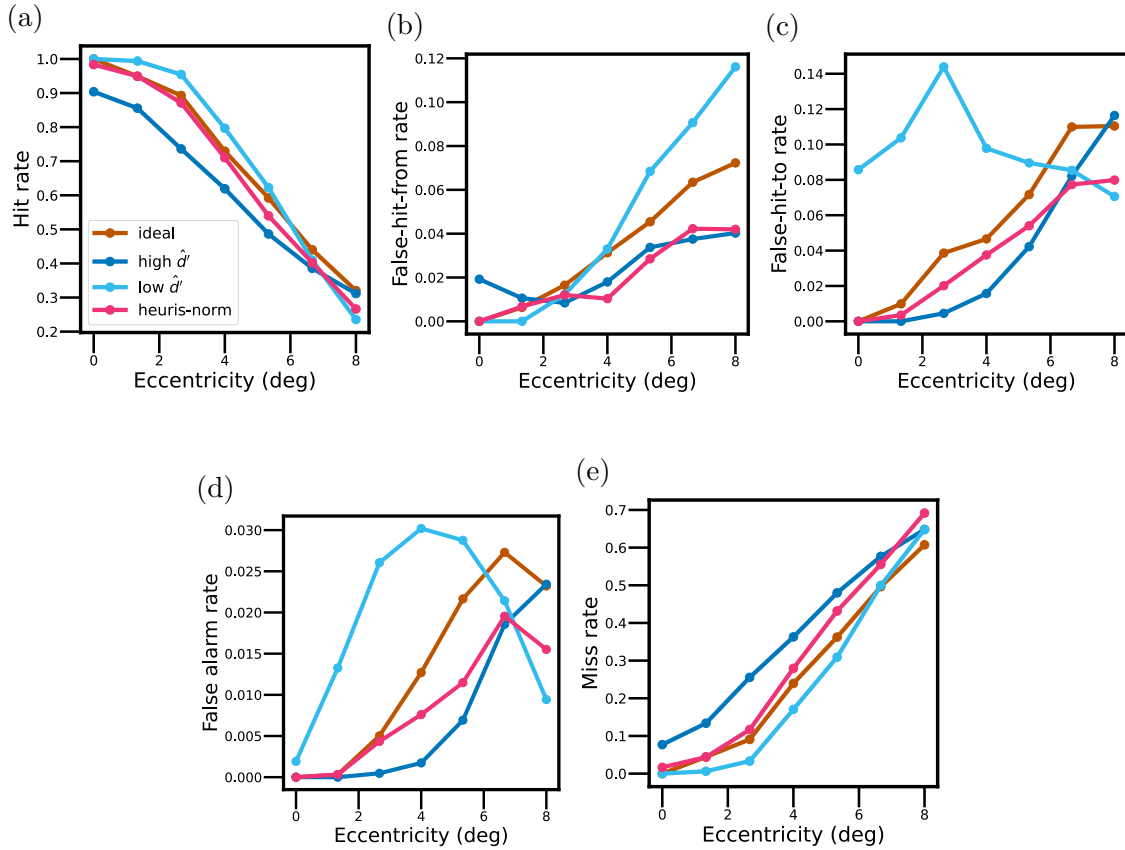 (a)
1.0
0.9
0.8
0.7
0.6
0.5
0.4
0.3
0.2
Hit rate
ideal
high d̂′
low d̂′
heuris-norm
0 2 4 6 8
Eccentricity (deg)
(b)
0.12
0.10
0.08
0.06
0.04
0.02
0.00
False-hit-from rate
0 2 4 6 8
Eccentricity (deg)
(c)
0.14
0.12
0.10
0.08
0.06
0.04
0.02
0.00
False-hit-to rate
0 2 4 6 8
Eccentricity (deg)
(d)
0.030
0.025
0.020
0.015
0.010
0.005
0.000
False alarm rate
0 2 4 6 8
Eccentricity (deg)
(e)
0.7
0.6
0.5
0.4
0.3
0.2
0.1
0.0
Miss rate
0 2 4 6 8
Eccentricity (deg)